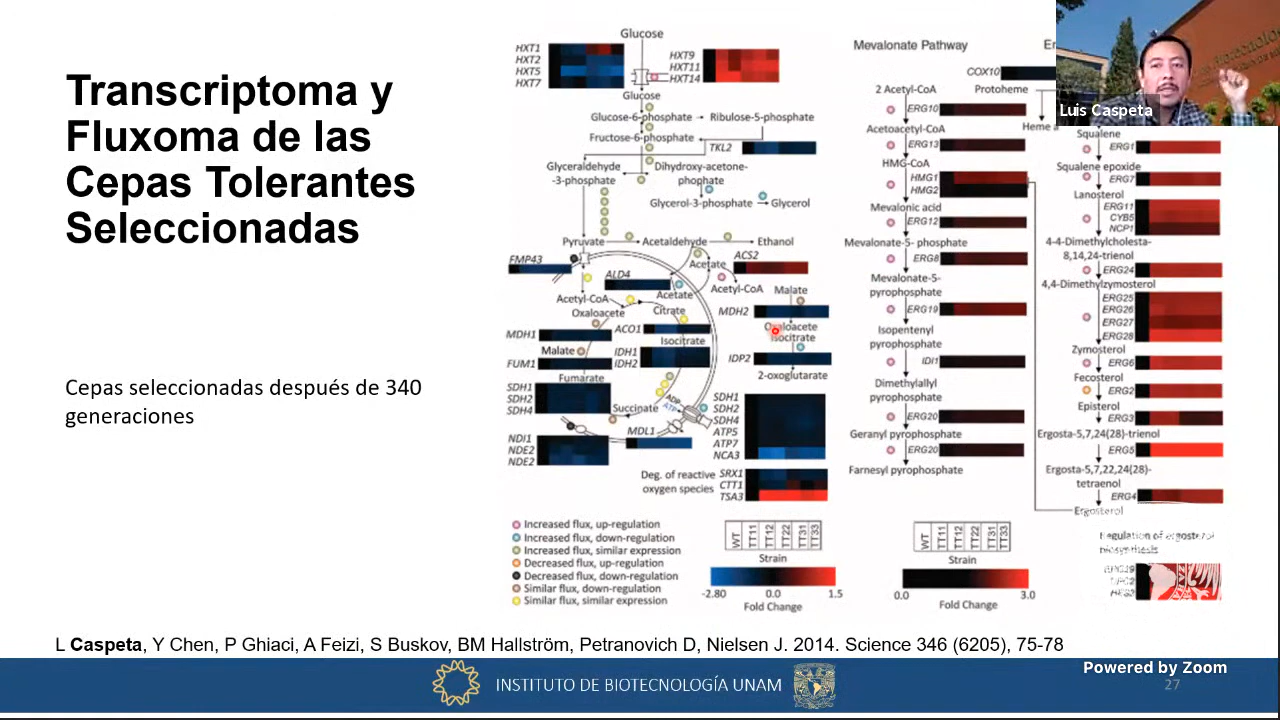 Transcriptoma y
Fluxoma de las
Cepas Tolerantes
Seleccionadas
Cepas seleccionadas después de 340
generaciones
Glucose
HXT1
HXT2
HXT5
HXT7
HXT9
HXT11
HXT14
Glucose
Glucose-6-phosphate
Ribulose-5-phosphate
Fructose-6-phosphate
TKL2
Glyceraldehyde
-3-phosphate
Dihydroxy-acetone-
phophate
Glycerol-3-phosphate
Glycerol
Pyruvate
Acetaldehyde
Ethanol
FMP43
ALD4
Acetate
ACS2
Acetyl-CoA
Acetate
Acetyl-CoA
Malate
Oxaloacete
Citrate
MDH2
MDH1
ACO1
Isocitrate
Oxaloacete
Isocitrate
Malate
IDH1
IDH2
IDP2
FUM1
2-oxoglutarate
Fumarate
SDH1
SDH2
SDH4
Succinate
ADP
ATP
SDH1
SDH2
SDH4
ATP5
ATP7
NCA3
MDL1
NDI1
NDE2
NDE2
Deg. of reactive
oxygen species
SRX1
CTT1
TSA3
Increased flux, up-regulation
Increased flux, down-regulation
Increased flux, similar expression
Decreased flux, up-regulation
Decreased flux, down-regulation
Similar flux, down-regulation
Similar flux, similar expression
WT
TT11
TT12
TT22
TT31
TT33
Strain
-2.80
0.0
1.5
Fold Change
Mevalonate Pathway
2 Acetyl-CoA
ERG10
Acetoacetyl-CoA
ERG13
HMG-CoA
HMG1
HMG2
Mevalonic acid
ERG12
Mevalonate-5- phosphate
ERG8
Mevalonate-5-
pyrophosphate
ERG19
Isopentenyl
pyrophosphate
IDI1
Dimethylallyl
pyrophosphate
ERG20
Geranyl pyrophosphate
ERG20
Farnesyl pyrophosphate
WT
TT11
TT12
TT22
TT31
TT33
Strain
0.0
3.0
Fold Change
Er
COX10
Protoheme
Heme a
Squalene
ERG1
Squalene epoxide
ERG7
Lanosterol
ERG11
CYB5
NCP1
4-4-Dimethylcholesta-
8,14,24-trienol
ERG24
4,4-Dimethylzymosterol
ERG25
ERG26
ERG27
ERG28
Zymosterol
ERG6
Fecosterol
ERG2
Episterol
ERG3
Ergosta-5,7,24(28)-trienol
ERG5
Ergosta-5,7,22,24(28)-
tetraenol
ERG4
Ergosterol
Regulation of ergosterol
biosynthesis
Luis Caspeta
L Caspeta, Y Chen, P Ghiaci, A Feizi, S Buskov, BM Hallström, Petranovich D, Nielsen J. 2014. Science 346 (6205), 75-78
INSTITUTO DE BIOTECNOLOGÍA UNAM
Powered by Zoom
27